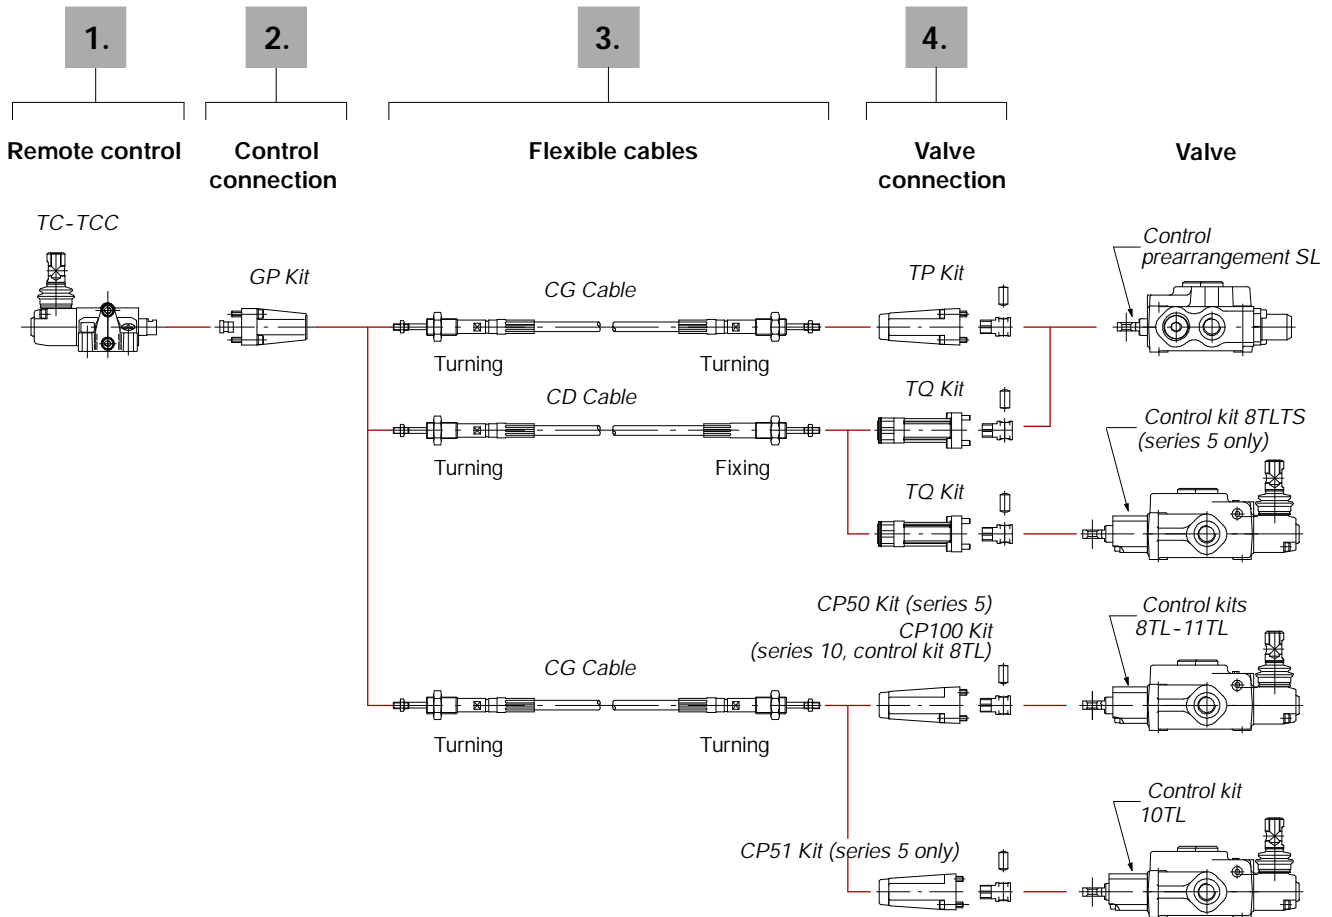 1.
2.
3.
4.
Remote control
Control
connection
Flexible cables
Valve
connection
Valve
TC-TCC
GP Kit
CG Cable
TP Kit
Control
prearrangement SL
Turning
Turning
CD Cable
TQ Kit
Control kit 8TLTS
(series 5 only)
Turning
Fixing
TQ Kit
CP50 Kit (series 5)
CP100 Kit
(series 10, control kit 8TL)
Control kits
8TL-11TL
CG Cable
Turning
Turning
Control kit
10TL
CP51 Kit (series 5 only)